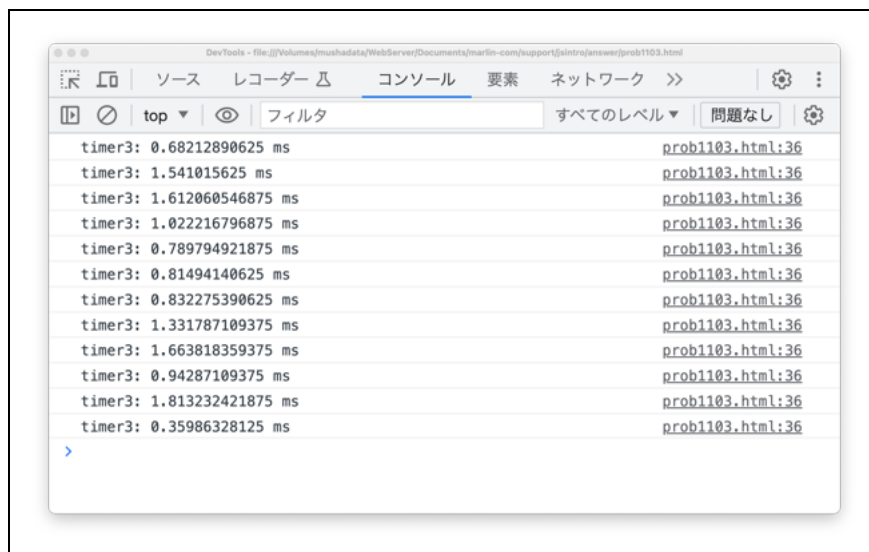 DevTools - file:///Volumes/mushadata/WebServer/Documents/marlin-com/support/jsintro/answer/prob1103.html
ソース レコーダー コンソール 要素 ネットワーク >>
top ▼ フィルタ すべてのレベル ▼ 問題なし
timer3: 0.68212890625 ms prob1103.html:36
timer3: 1.541015625 ms prob1103.html:36
timer3: 1.612060546875 ms prob1103.html:36
timer3: 1.022216796875 ms prob1103.html:36
timer3: 0.789794921875 ms prob1103.html:36
timer3: 0.81494140625 ms prob1103.html:36
timer3: 0.832275390625 ms prob1103.html:36
timer3: 1.331787109375 ms prob1103.html:36
timer3: 1.663818359375 ms prob1103.html:36
timer3: 0.94287109375 ms prob1103.html:36
timer3: 1.813232421875 ms prob1103.html:36
timer3: 0.35986328125 ms prob1103.html:36
>